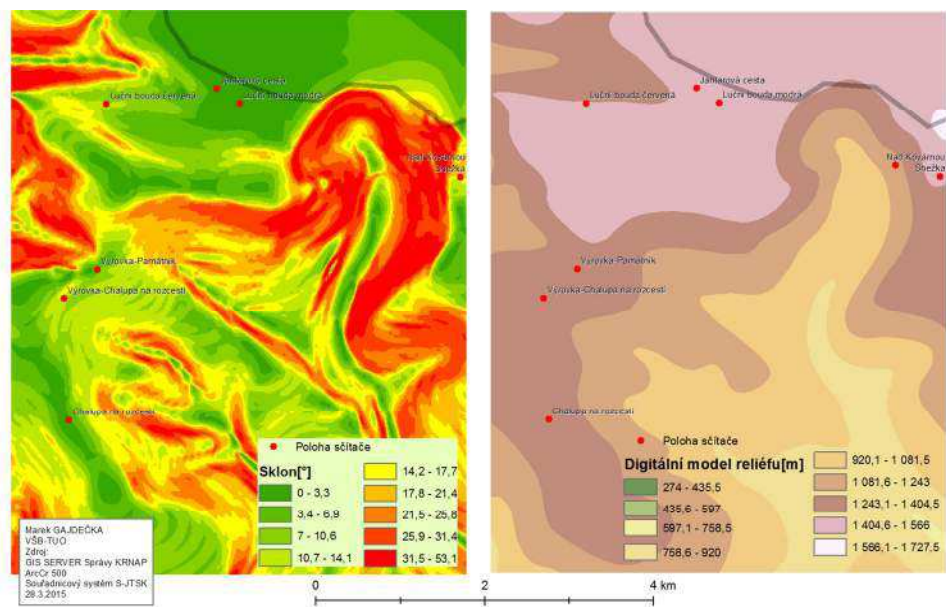 Jantarová cesta
Luční bouda červená
Luční bouda modrá
Nad Kovárnou
Sněžka
Výrovka-Památník
Výrovka-Chalupa na rozcestí
Chalupa na rozcestí
Poloha sčítače
Sklon[°]
0 - 3,3
3,4 - 6,9
7 - 10,6
10,7 - 14,1
14,2 - 17,7
17,8 - 21,4
21,5 - 25,8
25,9 - 31,4
31,5 - 53,1
Marek GAJDEČKA
VŠB-TUO
Zdroj:
GIS SERVER Správy KRNAP
ArcCr 500
Souřadnicový systém S-JTSK
28.3.2015
Jantarová cesta
Luční bouda červená
Luční bouda modrá
Nad Kovárnou
Sněžka
Výrovka-Památník
Výrovka-Chalupa na rozcestí
Chalupa na rozcestí
Poloha sčítače
Digitální model reliéfu[m]
274 - 435,5
435,6 - 597
597,1 - 758,5
758,6 - 920
920,1 - 1 081,5
1 081,6 - 1 243
1 243,1 - 1 404,5
1 404,6 - 1 566
1 566,1 - 1 727,5
0 2 4 km